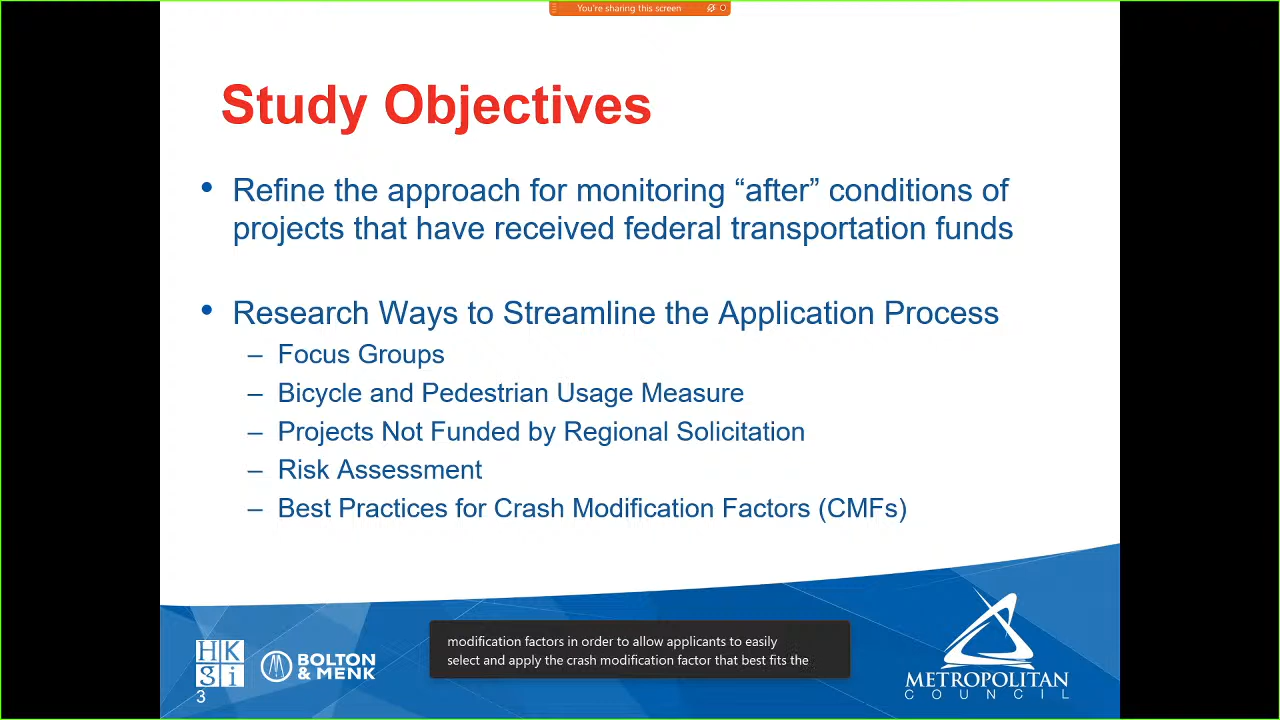 You're sharing this screen
Study Objectives
• Refine the approach for monitoring “after” conditions of
projects that have received federal transportation funds
• Research Ways to Streamline the Application Process
– Focus Groups
– Bicycle and Pedestrian Usage Measure
– Projects Not Funded by Regional Solicitation
– Risk Assessment
– Best Practices for Crash Modification Factors (CMFs)
modification factors in order to allow applicants to easily
select and apply the crash modification factor that best fits the
HK
gi
BOLTON
& MENK
METROPOLITAN
COUNCIL
3